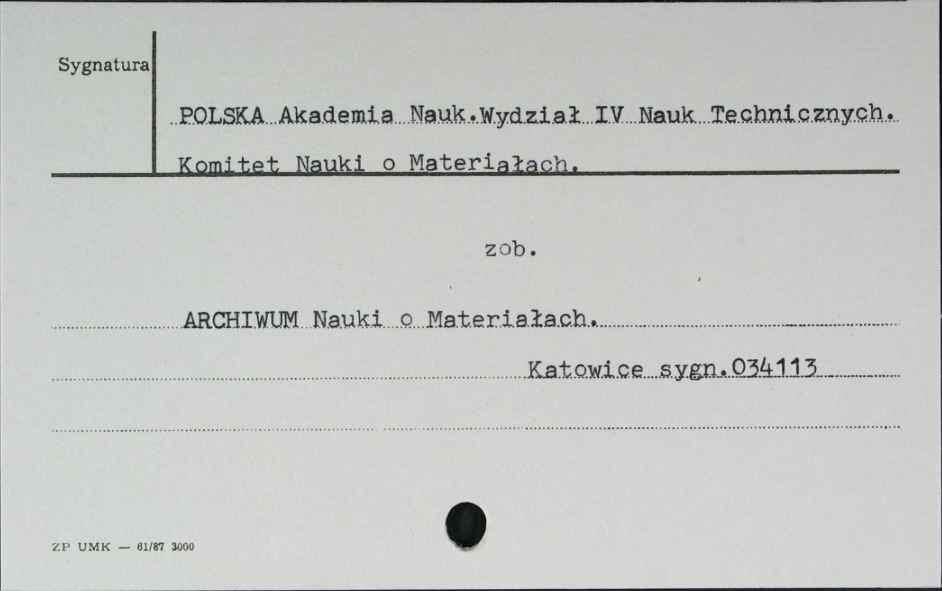 Sygnatura
POLSKA Akademia Nauk.Wydział IV Nauk Technicznych.
Komitet Nauki o Materiałach.
zob.
ARCHIWUM Nauki o Materiałach.
Katowice sygn.034113
ZP UMK — 61/87 3000